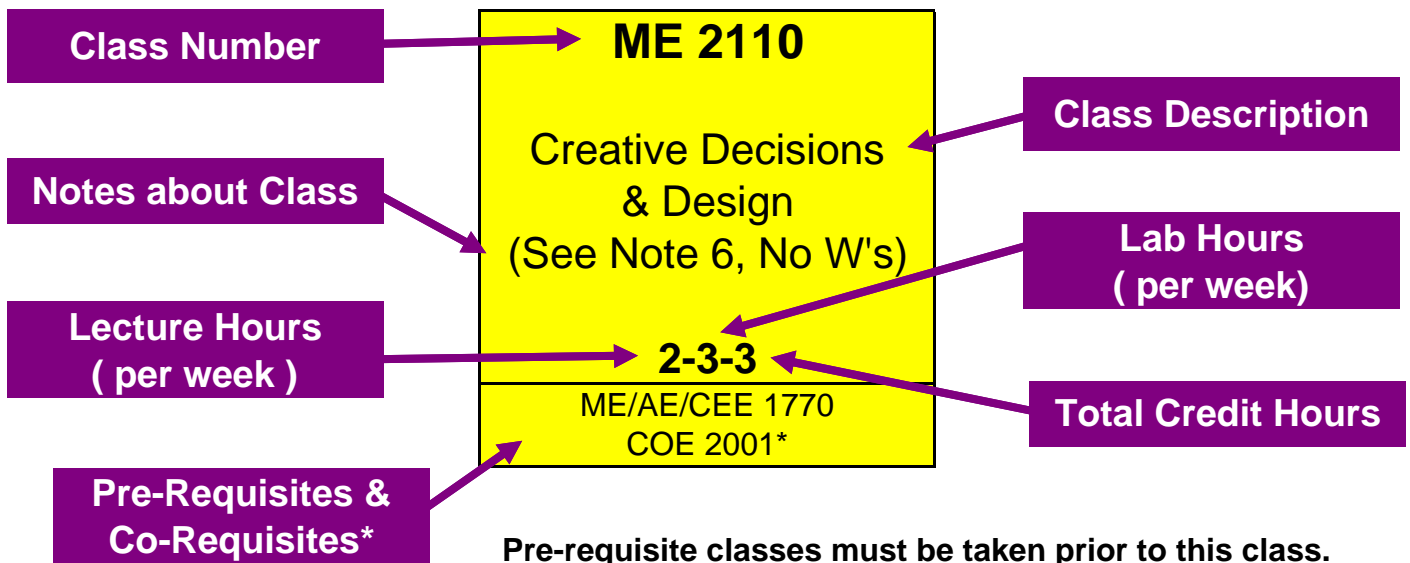 Class Number
ME 2110
Class Description
Creative Decisions
& Design
(See Note 6, No W's)
Notes about Class
Lab Hours
( per week)
Lecture Hours
( per week )
2-3-3
Total Credit Hours
ME/AE/CEE 1770
COE 2001*
Pre-Requisites &
Co-Requisites*
Pre-requisite classes must be taken prior to this class.